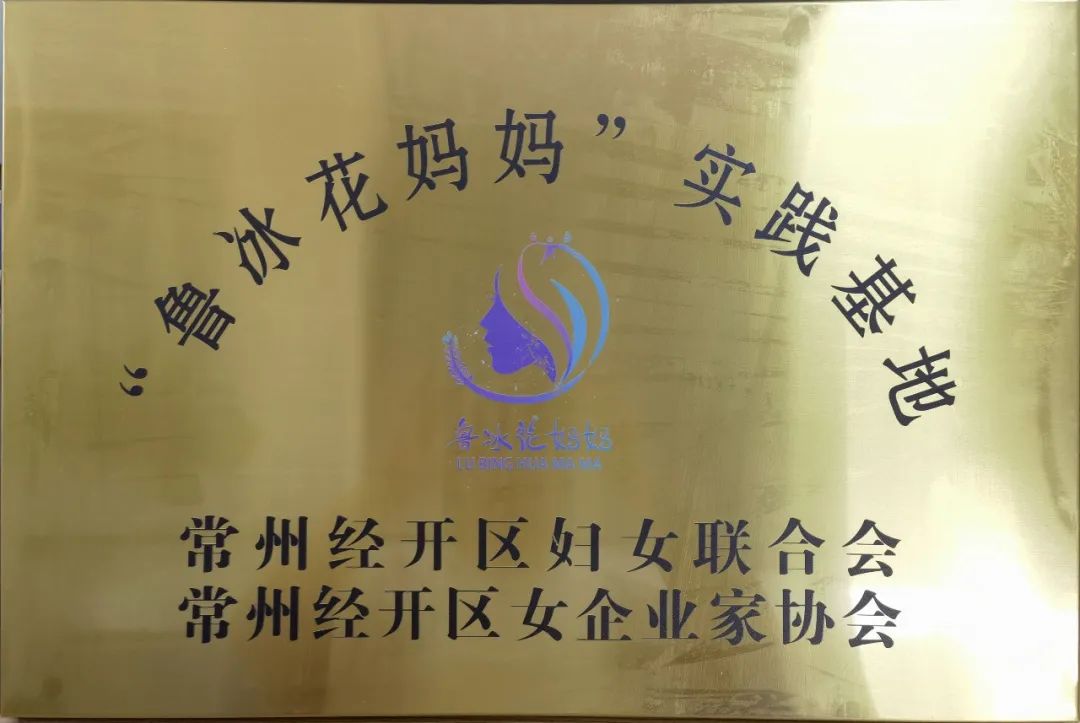 “鲁冰花妈妈”实践基地
鲁冰花妈妈
LU BING HUA MA MA
常州经开区妇女联合会
常州经开区女企业家协会